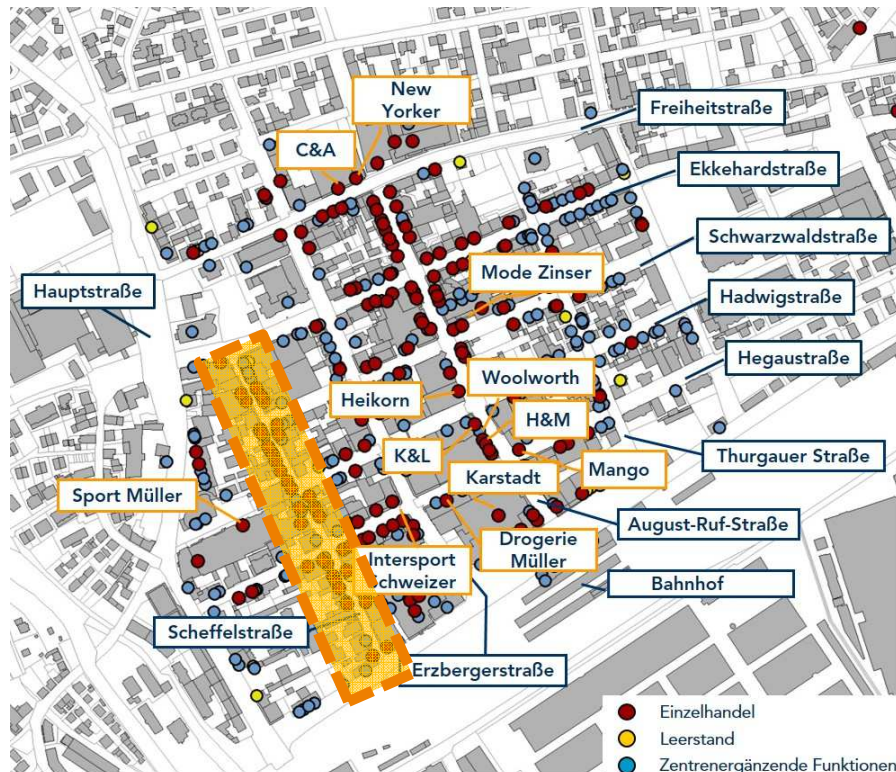 New
Yorker
C&A
Freiheitstraße
Ekkehardstraße
Schwarzwaldstraße
Mode Zinser
Hauptstraße
Hadwigstraße
Hegaustraße
Woolworth
Heikorn
H&M
K&L
Mango
Thurgauer Straße
Karstadt
Sport Müller
August-Ruf-Straße
Drogerie
Müller
Intersport
Schweizer
Bahnhof
Scheffelstraße
Erzbergerstraße
Einzelhandel
Leerstand
Zentrenergänzende Funktionen